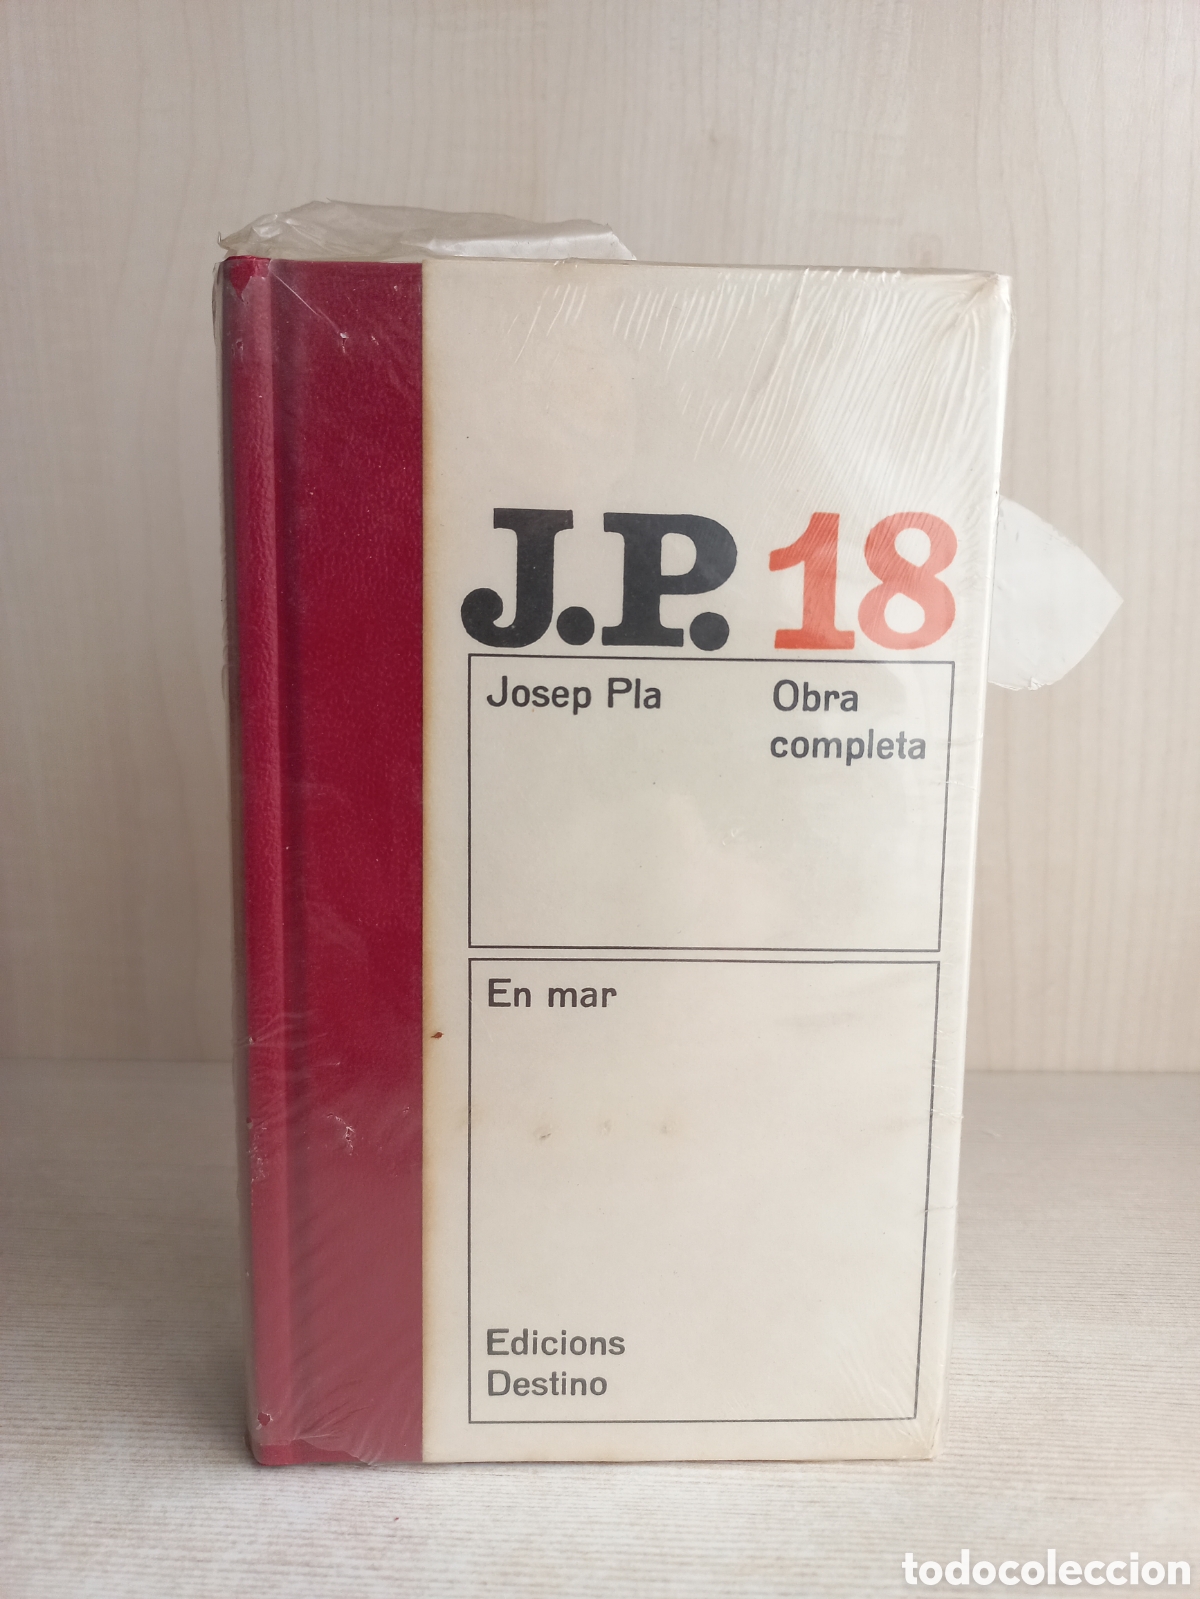 J.P. 18
Josep Pla
Obra
completa
En mar
Edicions
Destino
todocoleccion